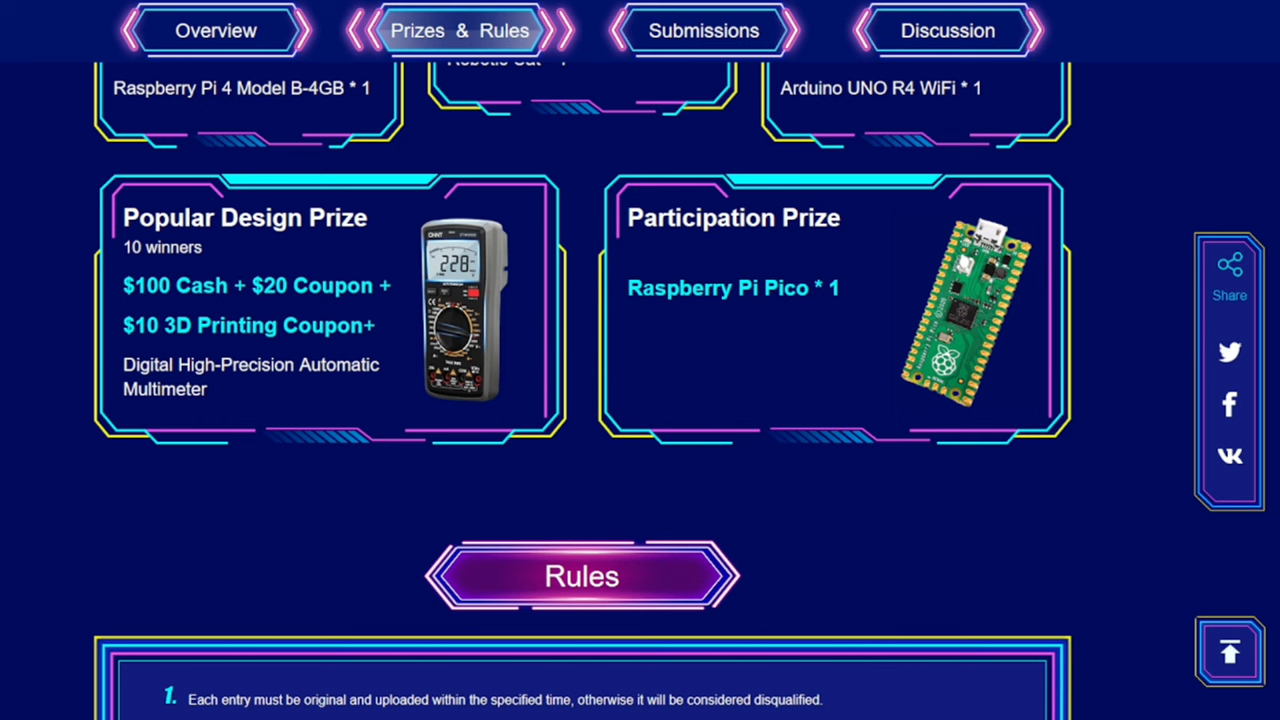 Overview
Prizes & Rules
Submissions
Discussion
Raspberry Pi 4 Model B-4GB * 1
Arduino UNO R4 WiFi * 1
Popular Design Prize
10 winners
$100 Cash + $20 Coupon +
$10 3D Printing Coupon+
Digital High-Precision Automatic
Multimeter
228
Participation Prize
Raspberry Pi Pico * 1
Share
Rules
1. Each entry must be original and uploaded within the specified time, otherwise it will be considered disqualified.